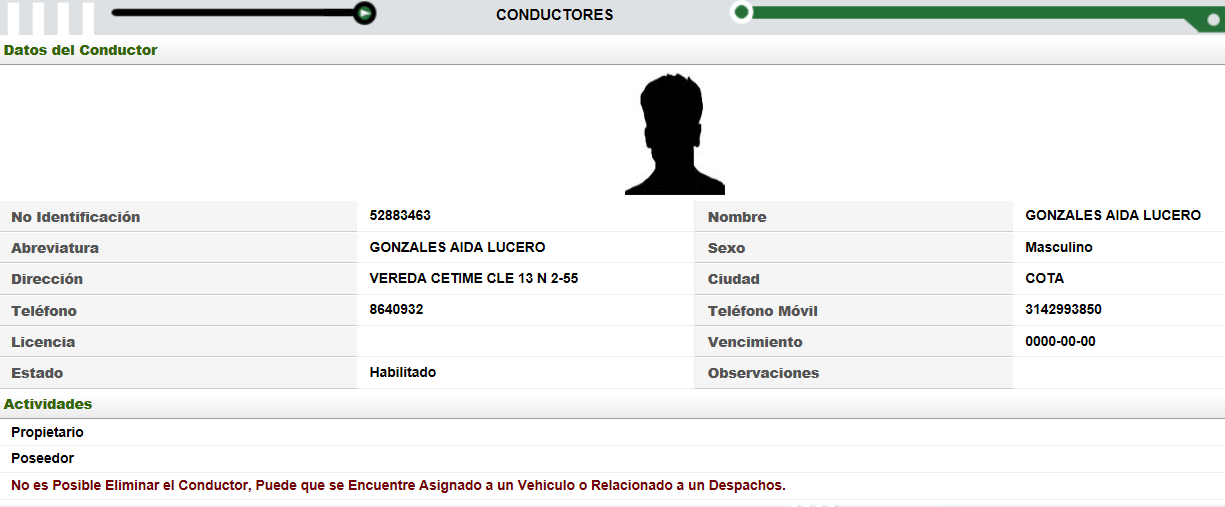 CONDUCTORES
Datos del Conductor
No Identificación 52883463 Nombre GONZALES AIDA LUCERO
Abreviatura GONZALES AIDA LUCERO Sexo Masculino
Dirección VEREDA CETIME CLE 13 N 2-55 Ciudad COTA
Teléfono 8640932 Teléfono Móvil 3142993850
Licencia Vencimiento 0000-00-00
Estado Habilitado Observaciones
Actividades
Propietario
Poseedor
No es Posible Eliminar el Conductor, Puede que se Encuentre Asignado a un Vehiculo o Relacionado a un Despachos.